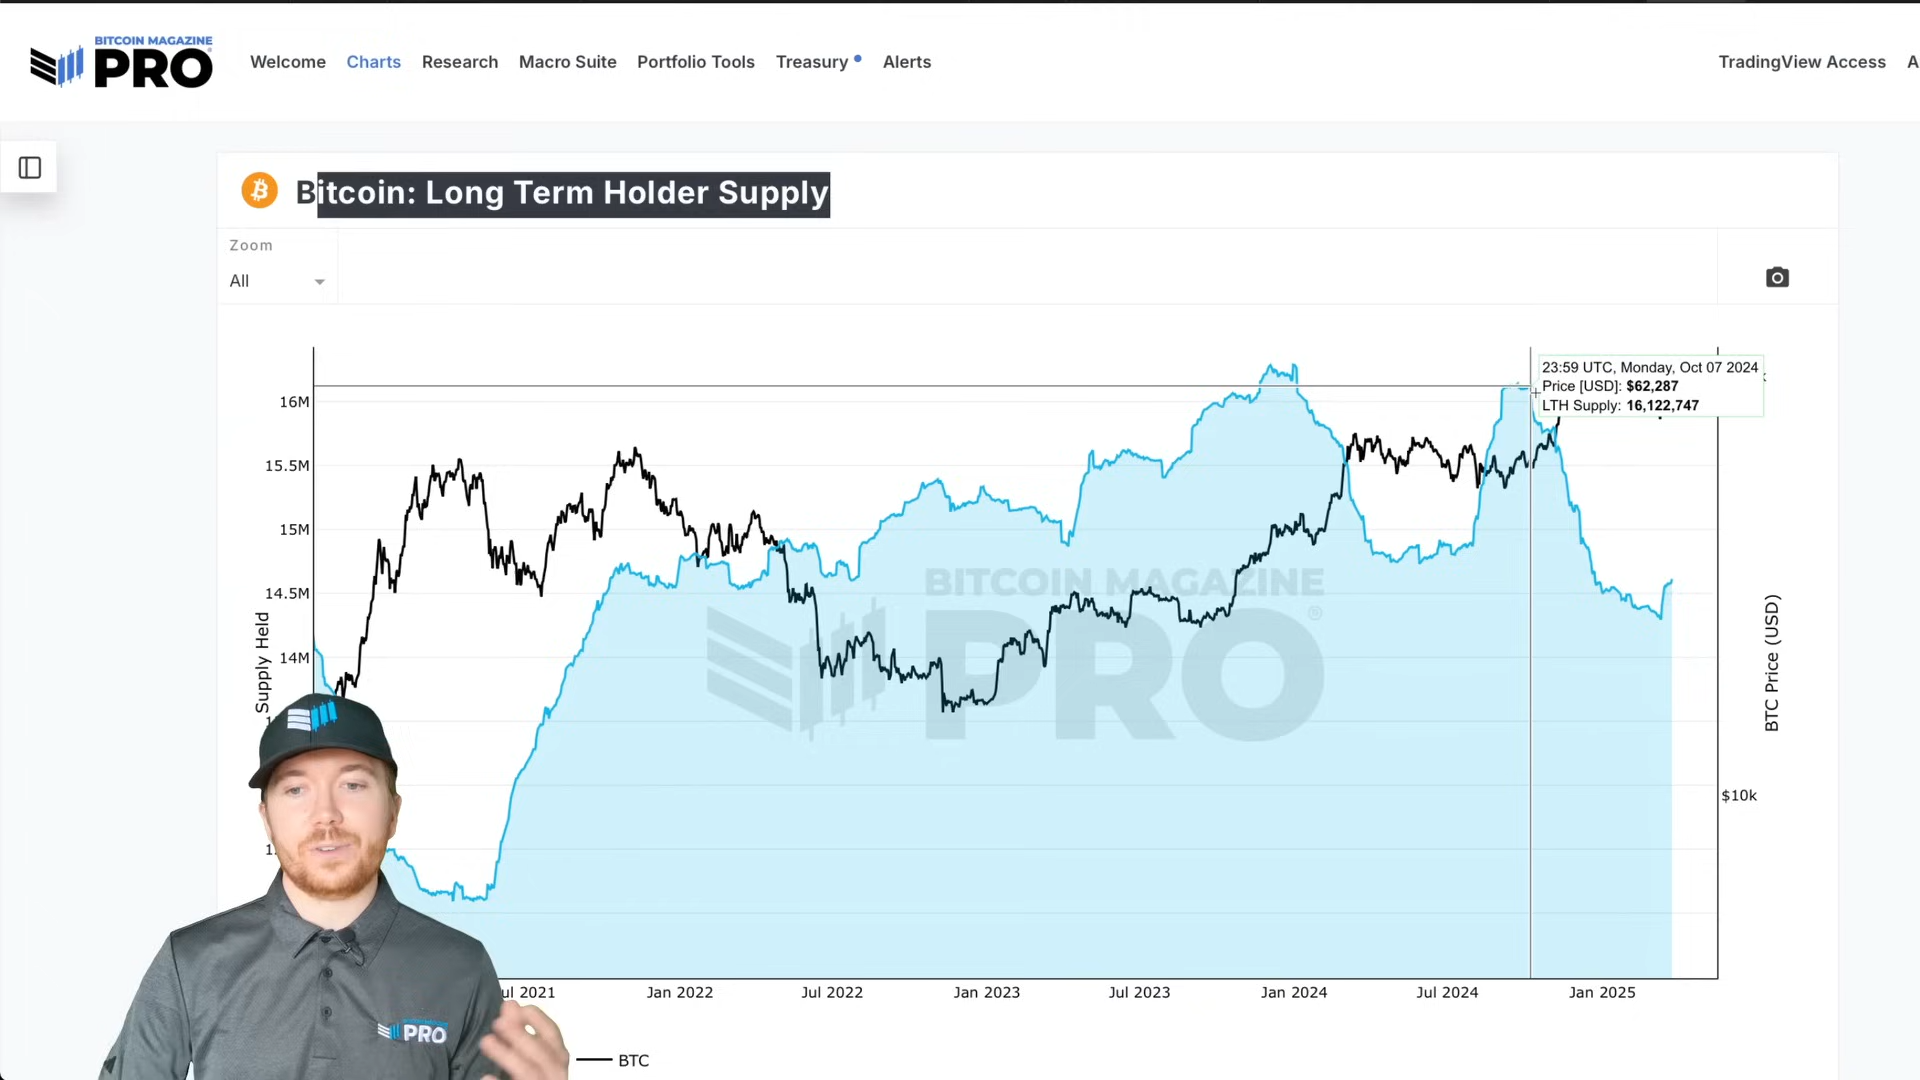 BITCOIN MAGAZINE
PRO
Welcome
Charts
Research
Macro Suite
Portfolio Tools
Treasury
Alerts
TradingView Access
A
Bitcoin: Long Term Holder Supply
Zoom
All
23:59 UTC, Monday, Oct 07 2024
Price [USD]: $62,287
LTH Supply: 16,122,747
16M
15.5M
15M
14.5M
14M
Supply Held
BITCOIN MAGAZINE
PRO
BTC Price (USD)
$10k
ul 2021
Jan 2022
Jul 2022
Jan 2023
Jul 2023
Jan 2024
Jul 2024
Jan 2025
PRO
BTC